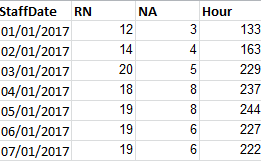 StaffDate RN NA Hour
01/01/2017 12 3 133
02/01/2017 14 4 163
03/01/2017 20 5 229
04/01/2017 18 8 237
05/01/2017 19 8 244
06/01/2017 19 6 227
07/01/2017 19 6 222